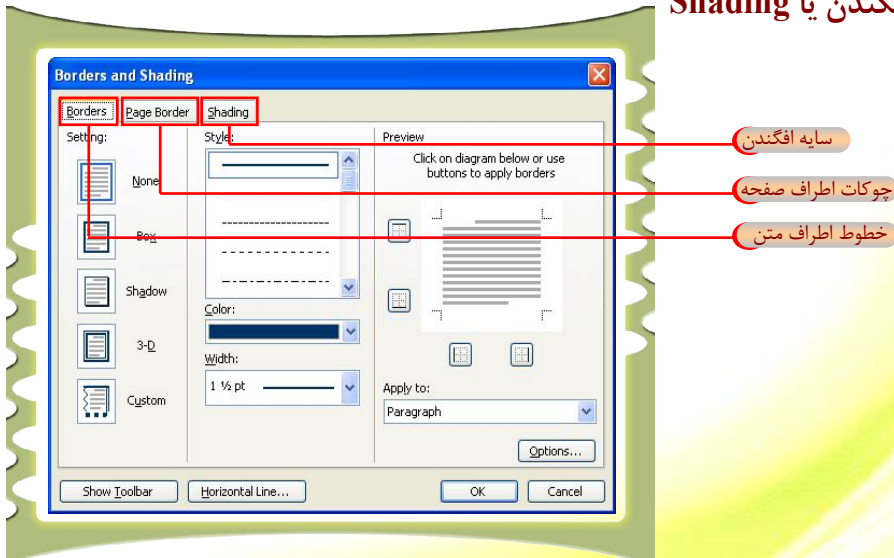 گندن یا Shading
Borders and Shading
Borders
Page Border
Shading
Setting:
None
Box
Shadow
3-D
Custom
Style:
Color:
Width:
1 ½ pt
Preview
Click on diagram below or use
buttons to apply borders
Apply to:
Paragraph
Options...
Show Toolbar
Horizontal Line...
OK
Cancel
سایه افگندن
چوکات اطراف صفحه
خطوط اطراف متن